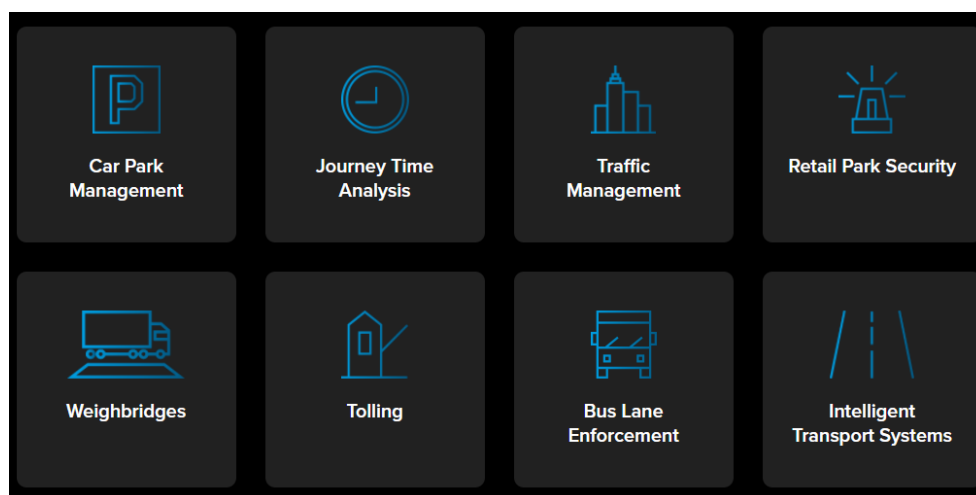 P
Car Park
Management
Journey Time
Analysis
Traffic
Management
Retail Park Security
Weighbridges
Tolling
Bus Lane
Enforcement
Intelligent
Transport Systems